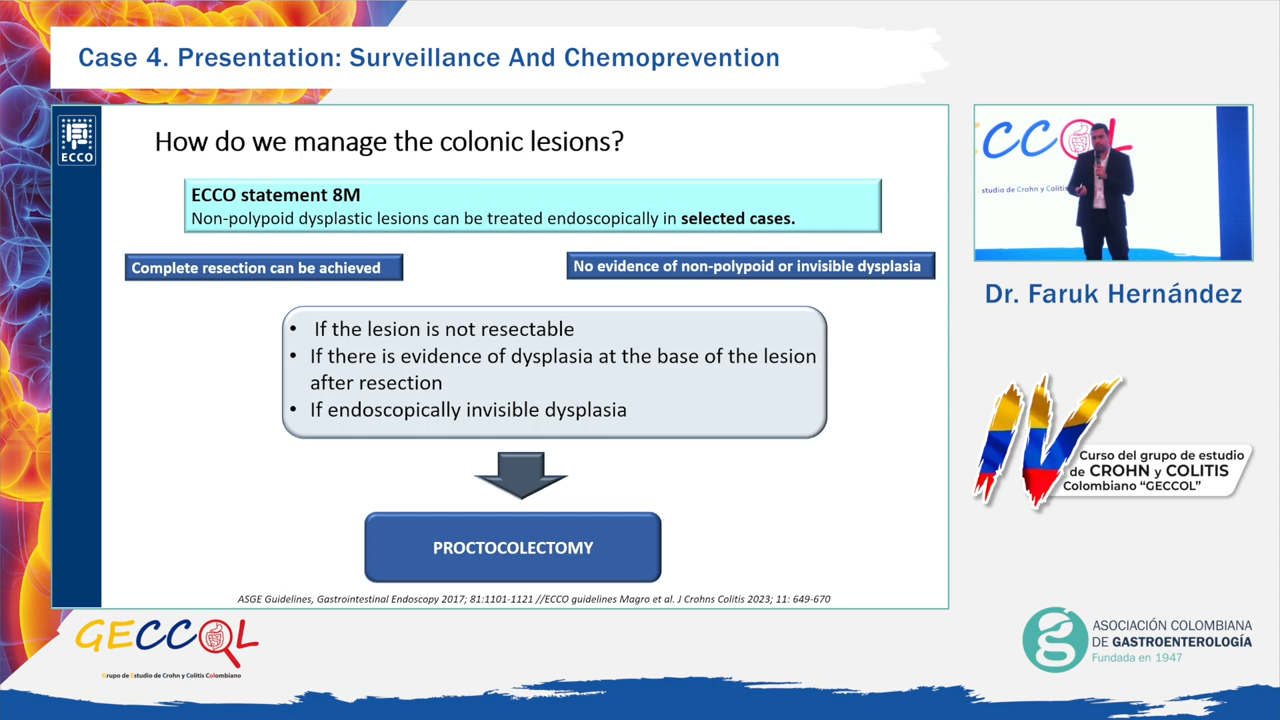 Case 4. Presentation: Surveillance And Chemoprevention
ECCO
How do we manage the colonic lesions?
ECCO statement 8M
Non-polypoid dysplastic lesions can be treated endoscopically in selected cases.
Complete resection can be achieved
No evidence of non-polypoid or invisible dysplasia
• If the lesion is not resectable
• If there is evidence of dysplasia at the base of the lesion
after resection
• If endoscopically invisible dysplasia
PROCTOCOLECTOMY
ASGE Guidelines, Gastrointestinal Endoscopy 2017; 81:1101-1121 //ECCO guidelines Magro et al. J Crohns Colitis 2023; 11: 649-670
CCOL
studio de Crohn y Colitis
Dr. Faruk Hernández
IV
Curso del grupo de estudio
de CROHN y COLITIS
Colombiano “GECCOL”
GECCOL
Grupo de Estudio de Crohn y Colitis Colombiano
ASOCIACIÓN COLOMBIANA
DE GASTROENTEROLOGÍA
Fundada en 1947